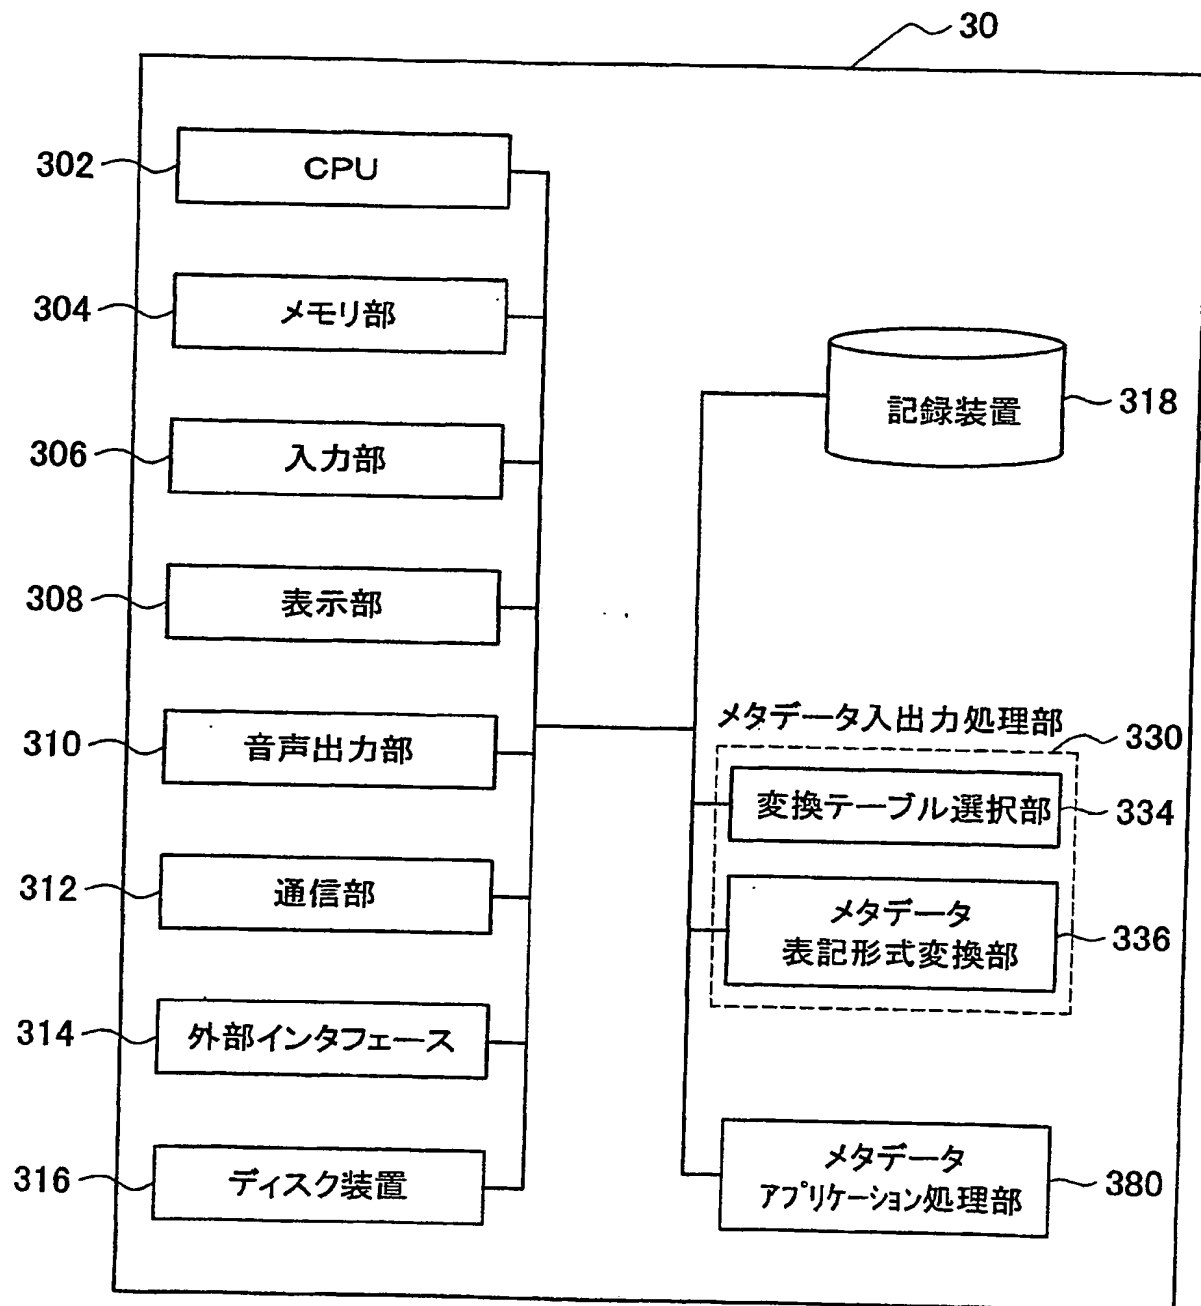 30
302
CPU
304
メモリ部
306
入力部
308
表示部
310
音声出力部
312
通信部
314
外部インタフェース
316
ディスク装置
記録装置
318
メタデータ入出力処理部
330
変換テーブル選択部
334
メタデータ
表記形式変換部
336
メタデータ
アプリケーション処理部
380